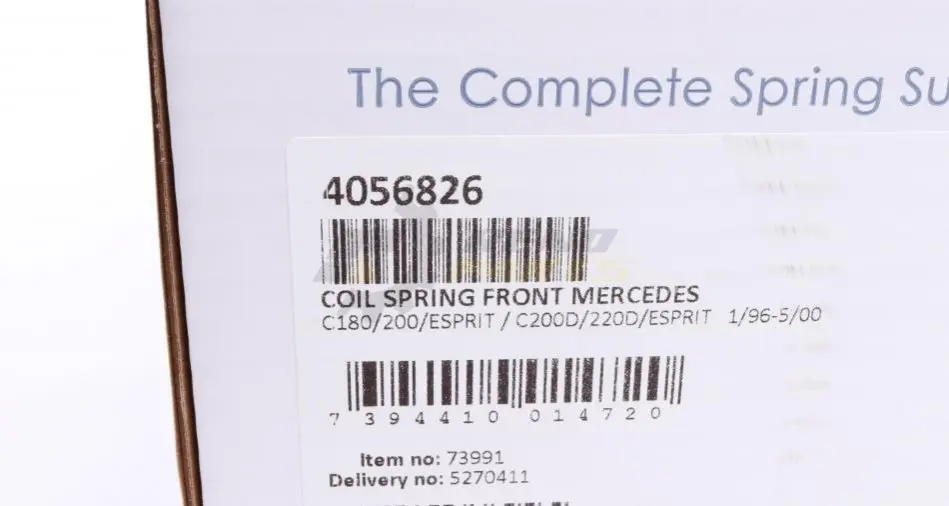 The Complete Spring Su
4056826
COIL SPRING FRONT MERCEDES
C180/200/ESPRIT / C200D/220D/ESPRIT 1/96-5/00
7 394410 014720
Item no: 73991
Delivery no: 5270411